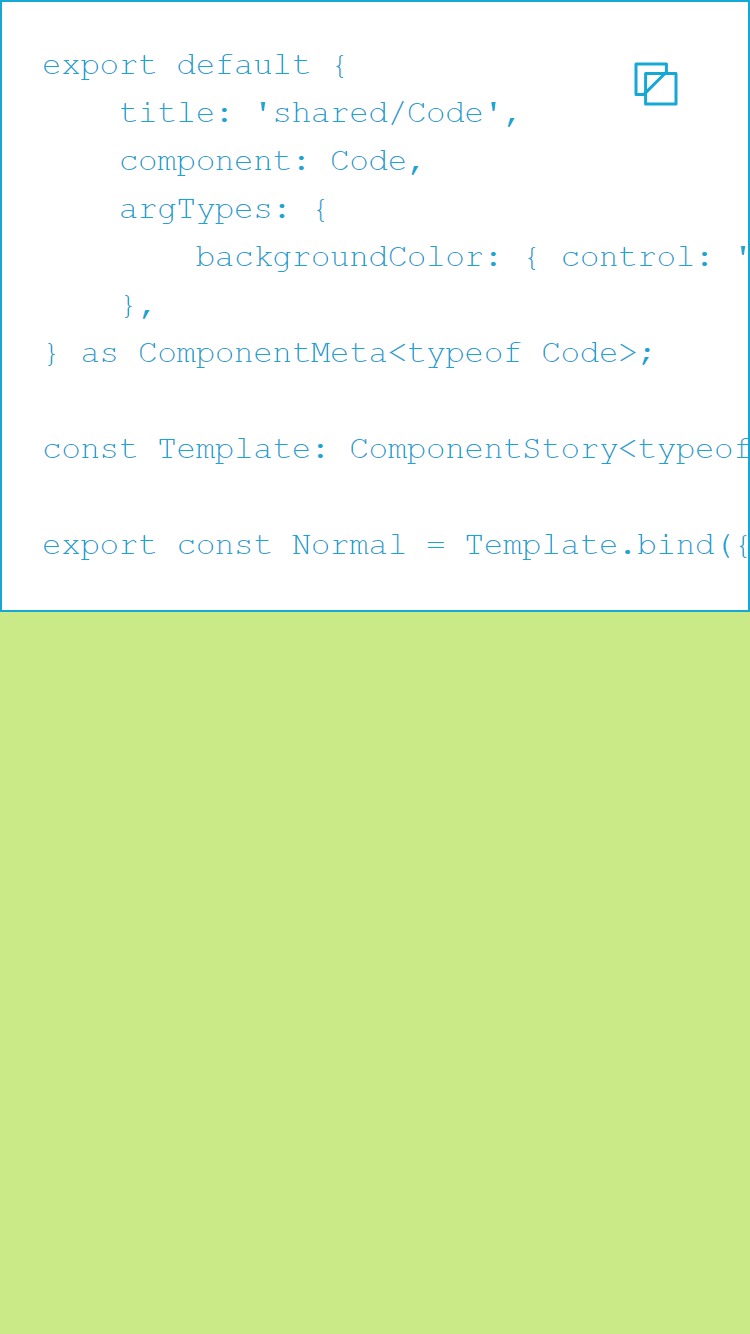 export default {
    title: 'shared/Code',
    component: Code,
    argTypes: {
        backgroundColor: { control: '
    },
} as ComponentMeta<typeof Code>;

const Template: ComponentStory<typeof

export const Normal = Template.bind({